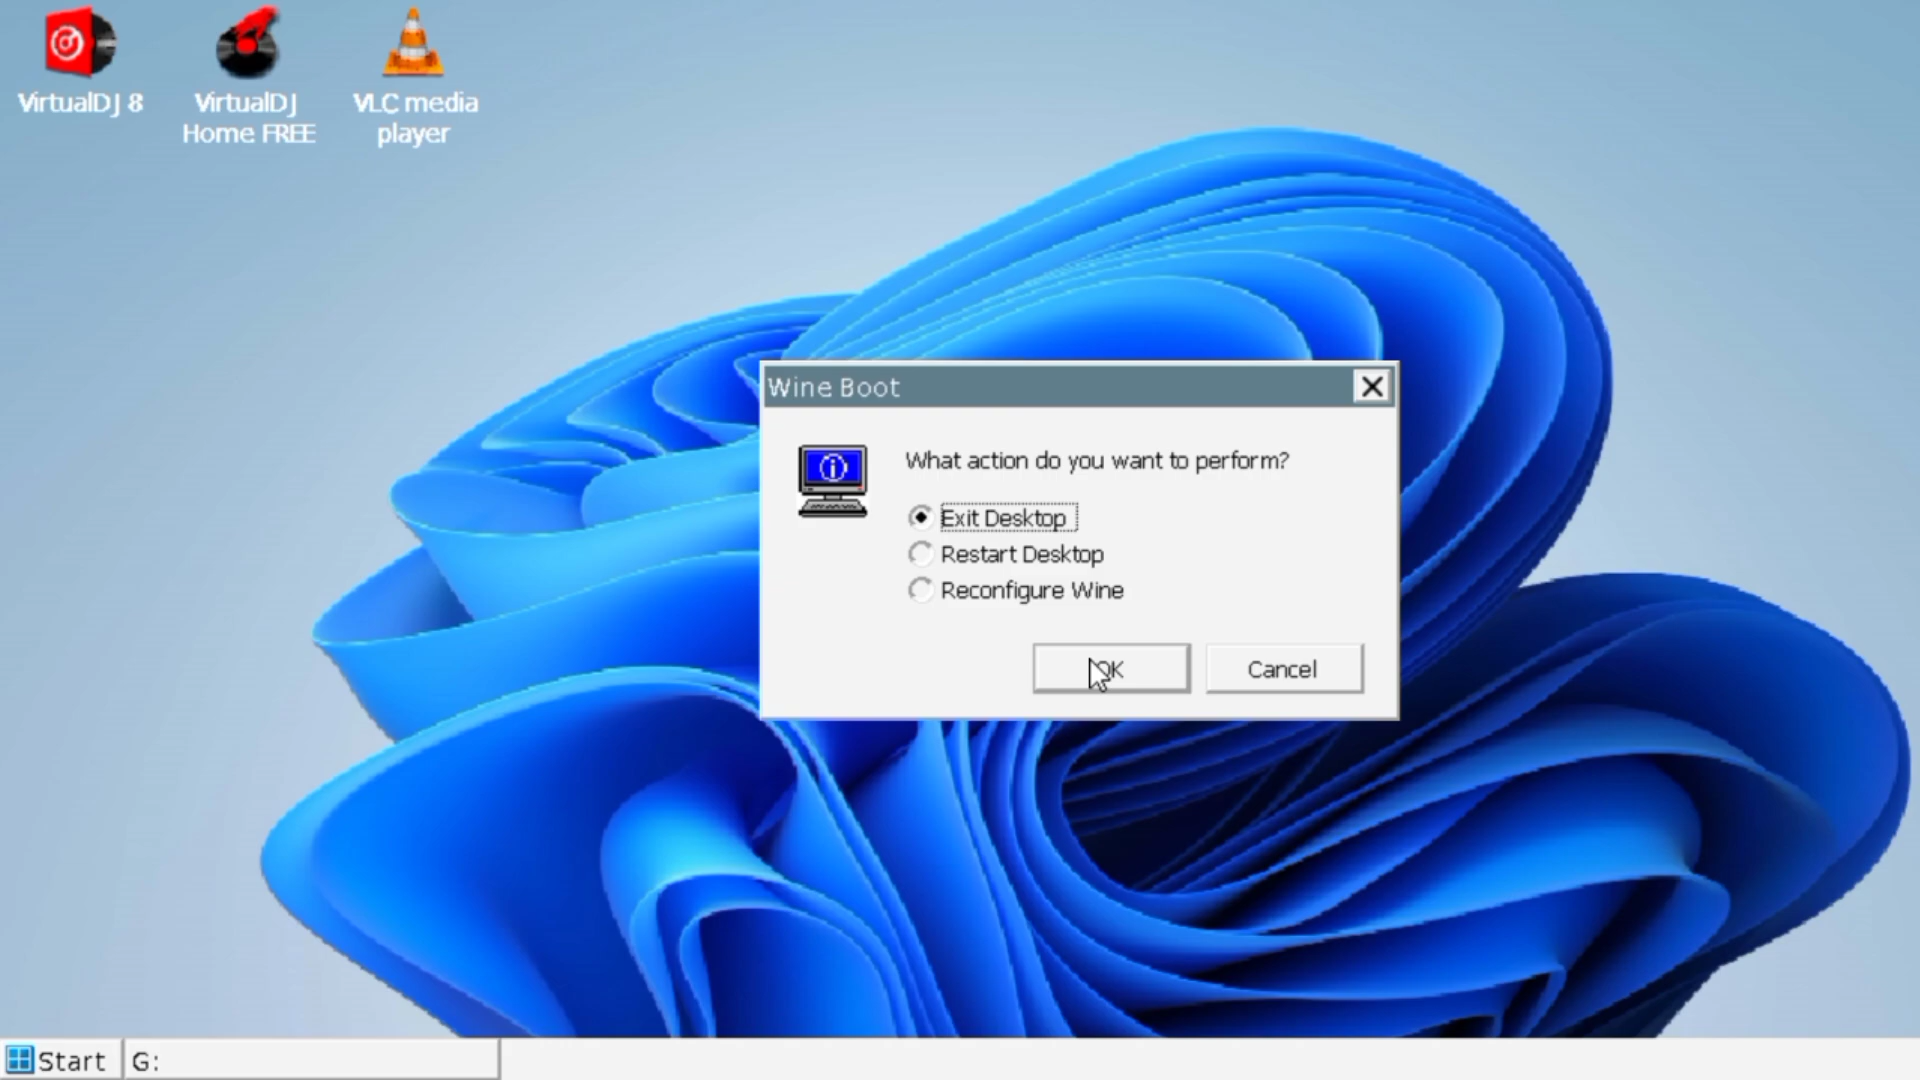 VirtualDJ 8
VirtualDJ
Home FREE
VLC media
player
Wine Boot
What action do you want to perform?
Exit Desktop
Restart Desktop
Reconfigure Wine
OK
Cancel
Start
G: